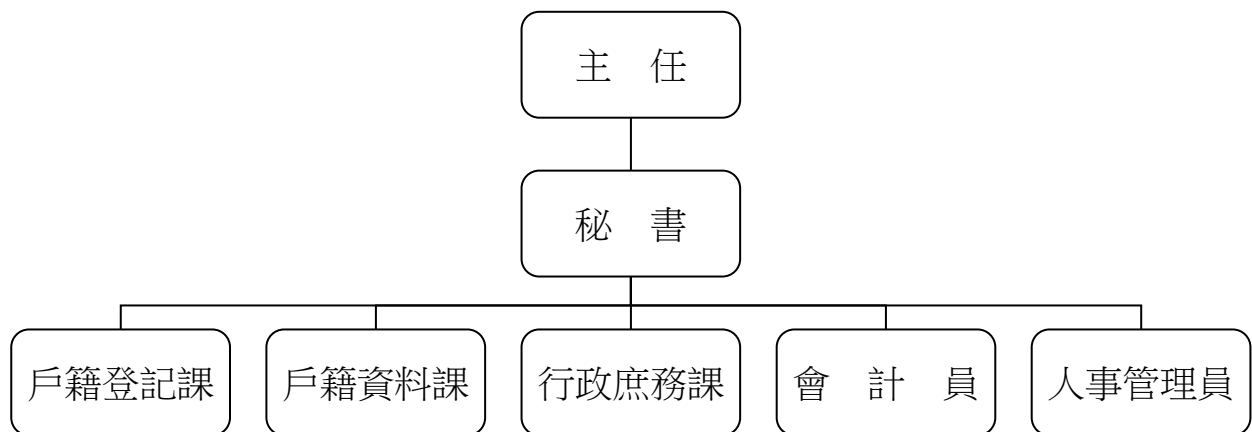 主　任
秘　書
戶籍登記課
戶籍資料課
行政庶務課
會　計　員
人事管理員